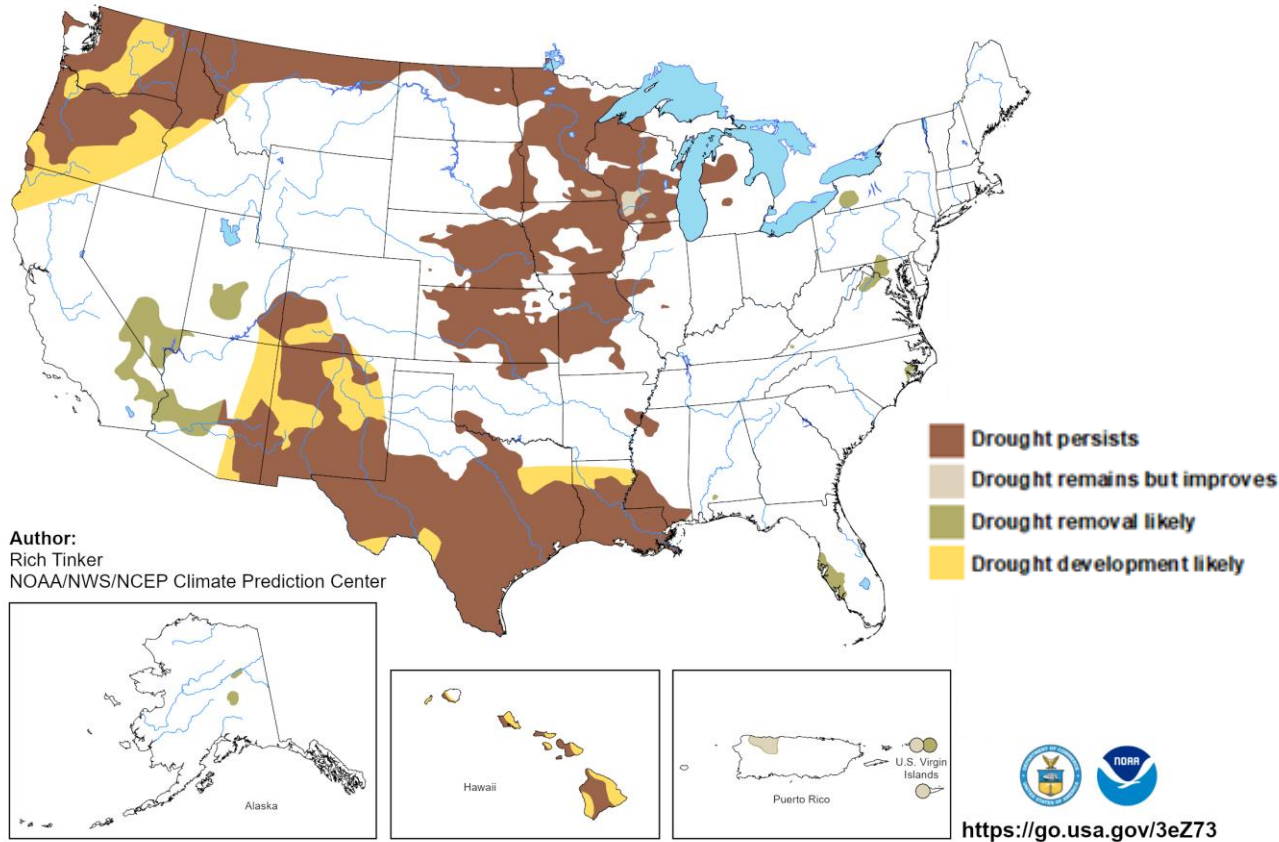 Drought persists
Drought remains but improves
Drought removal likely
Drought development likely
Author:
Rich Tinker
NOAA/NWS/NCEP Climate Prediction Center
Alaska
Hawaii
Puerto Rico
U.S. Virgin
Islands
NOAA
https://go.usa.gov/3eZ73